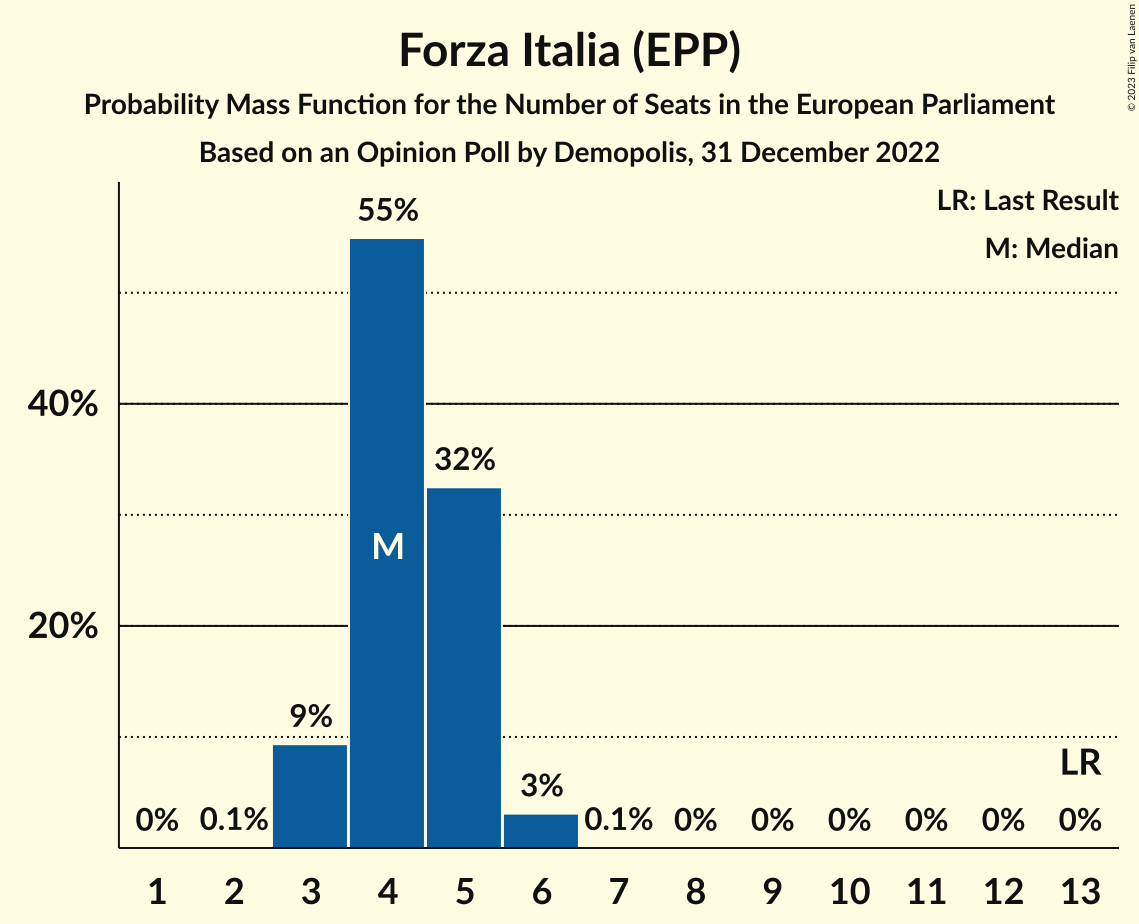 Forza Italia (EPP)
Probability Mass Function for the Number of Seats in the European Parliament
Based on an Opinion Poll by Demopolis, 31 December 2022
© 2023 Filip van Laenen
LR: Last Result
M: Median
55%
40%
32%
M
20%
9%
LR
3%
0% 0.1% 0.1% 0% 0% 0% 0% 0% 0%
1 2 3 4 5 6 7 8 9 10 11 12 13